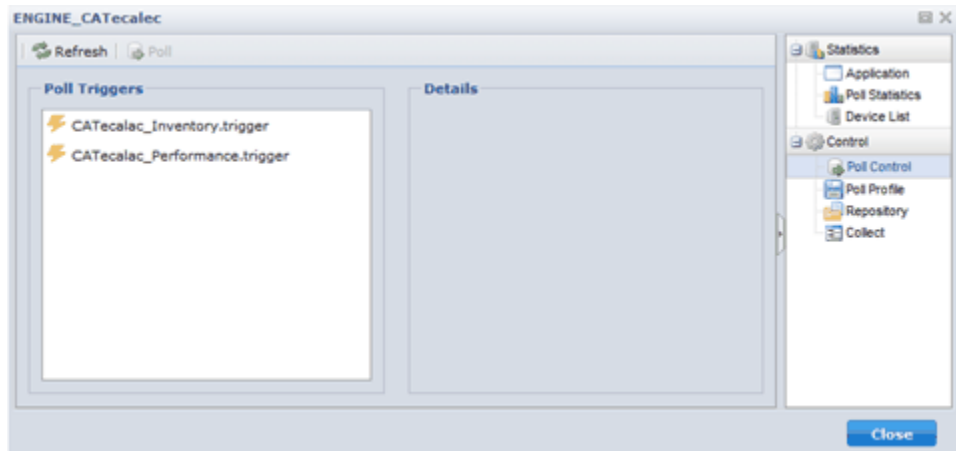 ENGINE_CATecalec
Refresh Poll
Poll Triggers
CATecalac_Inventory.trigger
CATecalac_Performance.trigger
Details
Statistics
Application
Poll Statistics
Device List
Control
Poll Control
Poll Profile
Repository
Collect
Close